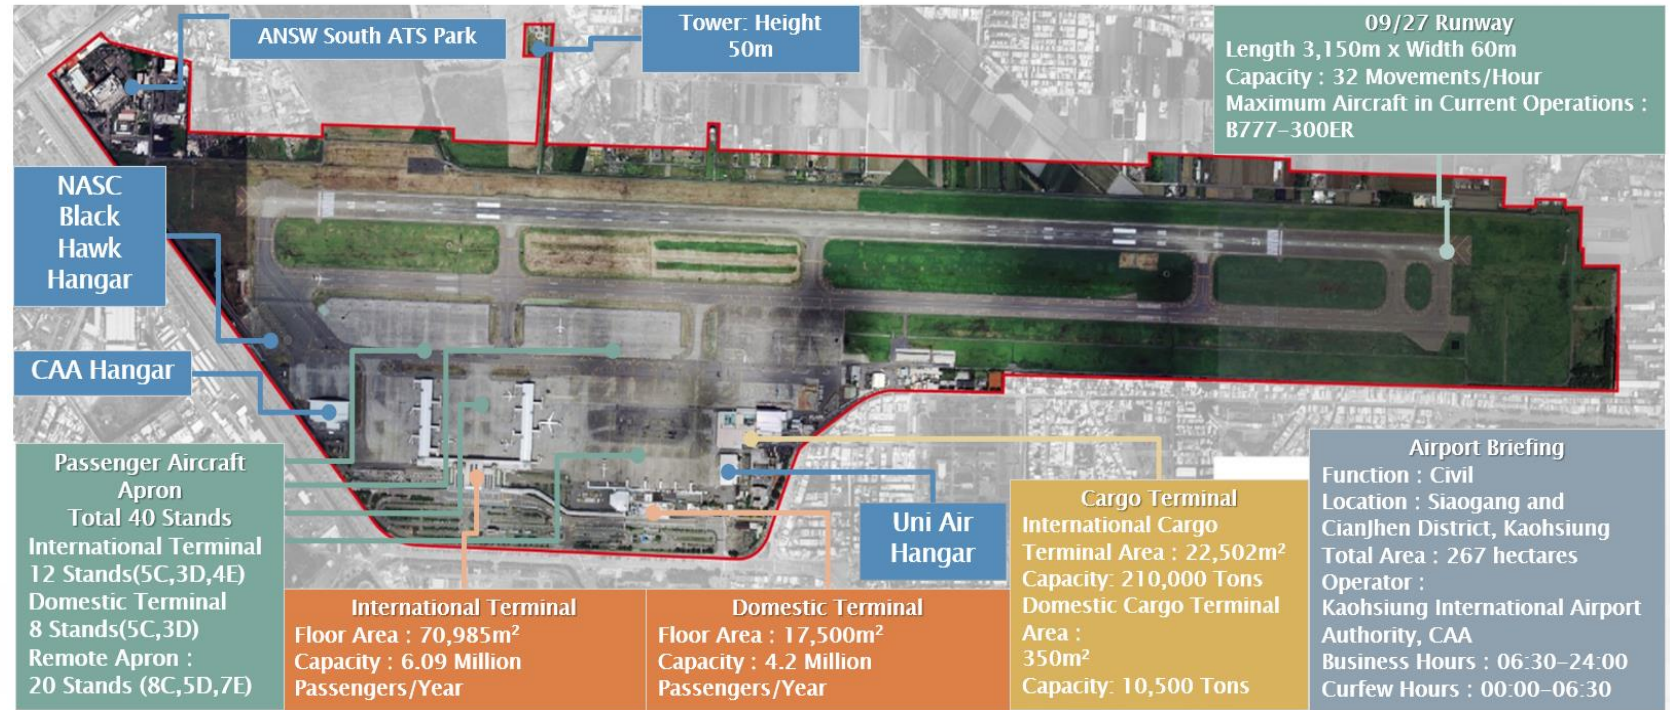 ANSW South ATS Park
Tower: Height
50m
09/27 Runway
Length 3,150m x Width 60m
Capacity : 32 Movements/Hour
Maximum Aircraft in Current Operations :
B777-300ER
NASC
Black
Hawk
Hangar
CAA Hangar
Passenger Aircraft
Apron
Total 40 Stands
International Terminal
12 Stands(5C,3D,4E)
Domestic Terminal
8 Stands(5C,3D)
Remote Apron :
20 Stands (8C,5D,7E)
International Terminal
Floor Area : 70,985m²
Capacity : 6.09 Million
Passengers/Year
Domestic Terminal
Floor Area : 17,500m²
Capacity : 4.2 Million
Passengers/Year
Uni Air
Hangar
Cargo Terminal
International Cargo
Terminal Area : 22,502m²
Capacity: 210,000 Tons
Domestic Cargo Terminal
Area :
350m²
Capacity: 10,500 Tons
Airport Briefing
Function : Civil
Location : Siaogang and
CianJhen District, Kaohsiung
Total Area : 267 hectares
Operator :
Kaohsiung International Airport
Authority, CAA
Business Hours : 06:30-24:00
Curfew Hours : 00:00-06:30